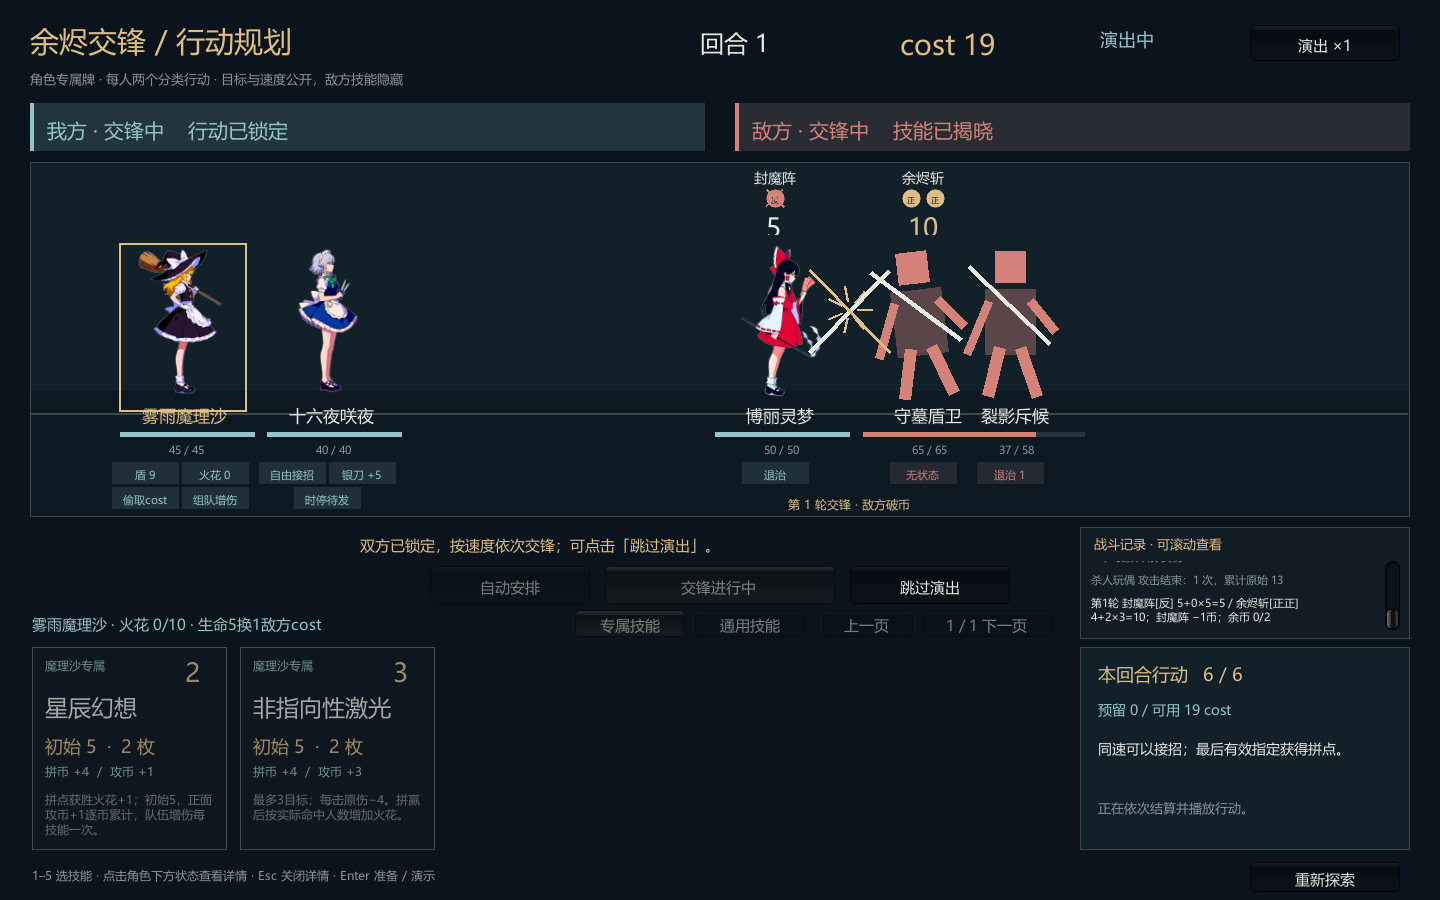 余烬交锋 / 行动规划
回合 1
cost 19
演出中
演出 ×1
角色专属牌 · 每人两个分类行动 · 目标与速度公开，敌方技能隐藏
我方 · 交锋中 行动已锁定
敌方 · 交锋中 技能已揭晓
封魔阵
余烬斩
反
正 正
5
10
雾雨魔理沙
十六夜咲夜
博丽灵梦
守墓盾卫
裂影斥候
45 / 45
40 / 40
50 / 50
65 / 65
37 / 58
盾 9
火花 0
自由接招
银刀 +5
退治
无状态
退治 1
偷取cost
组队增伤
时停待发
第 1 轮交锋 · 敌方破币
双方已锁定，按速度依次交锋；可点击「跳过演出」。
自动安排
交锋进行中
跳过演出
战斗记录 · 可滚动查看
杀人玩偶 攻击结束：1 次，累计原始 13
第1轮 封魔阵[反] 5+0×5=5 / 余烬斩[正正]
4+2×3=10；封魔阵 −1币；余币 0/2
雾雨魔理沙 · 火花 0/10 · 生命5换1敌方cost
专属技能
通用技能
上一页
1 / 1 下一页
魔理沙专属
2
星辰幻想
初始 5 · 2 枚
拼币 +4 / 攻币 +1
拼点获胜火花+1；初始5，正面
攻币+1逐币累计，队伍增伤每
技能一次。
魔理沙专属
3
非指向性激光
初始 5 · 2 枚
拼币 +4 / 攻币 +3
最多3目标；每击原伤−4。拼赢
后按实际命中人数增加火花。
本回合行动 6 / 6
预留 0 / 可用 19 cost
同速可以接招；最后有效指定获得拼点。
正在依次结算并播放行动。
1–5 选技能 · 点击角色下方状态查看详情 · Esc 关闭详情 · Enter 准备 / 演示
重新探索